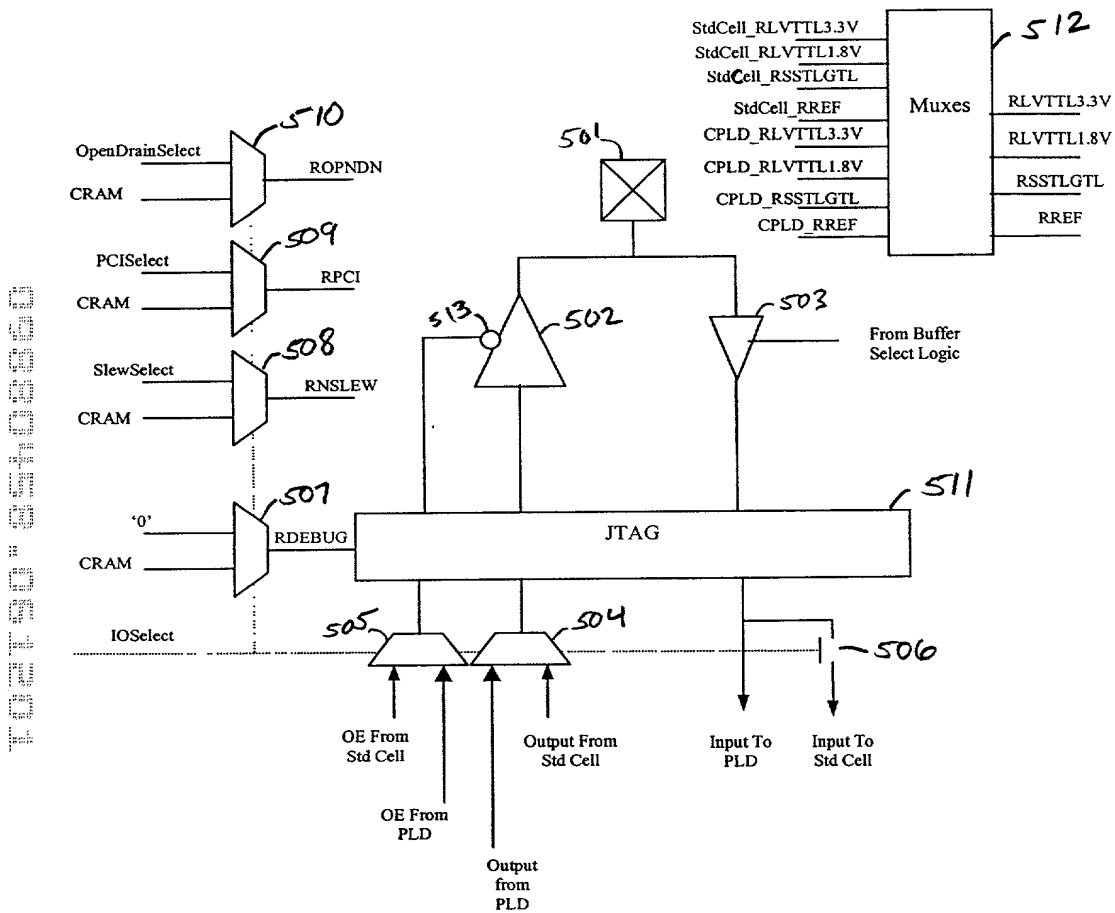 StdCell_RLVTTL3.3V
StdCell_RLVTTL1.8V
StdCell_RSSTLGTL
StdCell_RREF
CPLD_RLVTTL3.3V
CPLD_RLVTTL1.8V
CPLD_RSSTLGTL
CPLD_RREF
Muxes
512
RLVTTL3.3V
RLVTTL1.8V
RSSTLGTL
RREF
510
OpenDrainSelect
CRAM
ROPNDN
509
PCISelect
CRAM
RPCI
508
SlewSelect
CRAM
RNSLEW
501
513
502
503
From Buffer
Select Logic
507
'0'
CRAM
RDEBUG
JTAG
511
IOSelect
505
504
506
OE From
Std Cell
Output From
Std Cell
Input To
PLD
Input To
Std Cell
OE From
PLD
Output
from
PLD